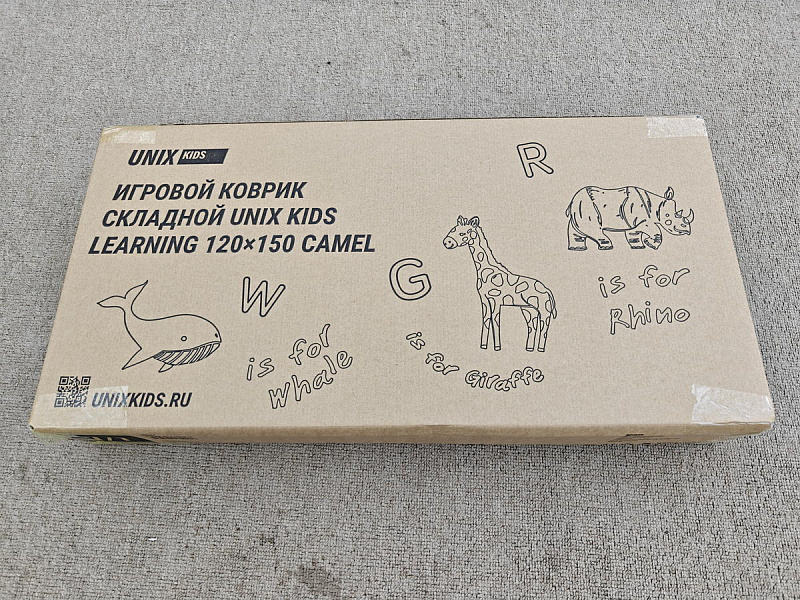 UNIX KIDS
ИГРОВОЙ КОВРИК
СКЛАДНОЙ UNIX KIDS
LEARNING 120×150 CAMEL
R
is for
Rhino
G
is for Giraffe
W
is for
whale
UNIXKIDS.RU